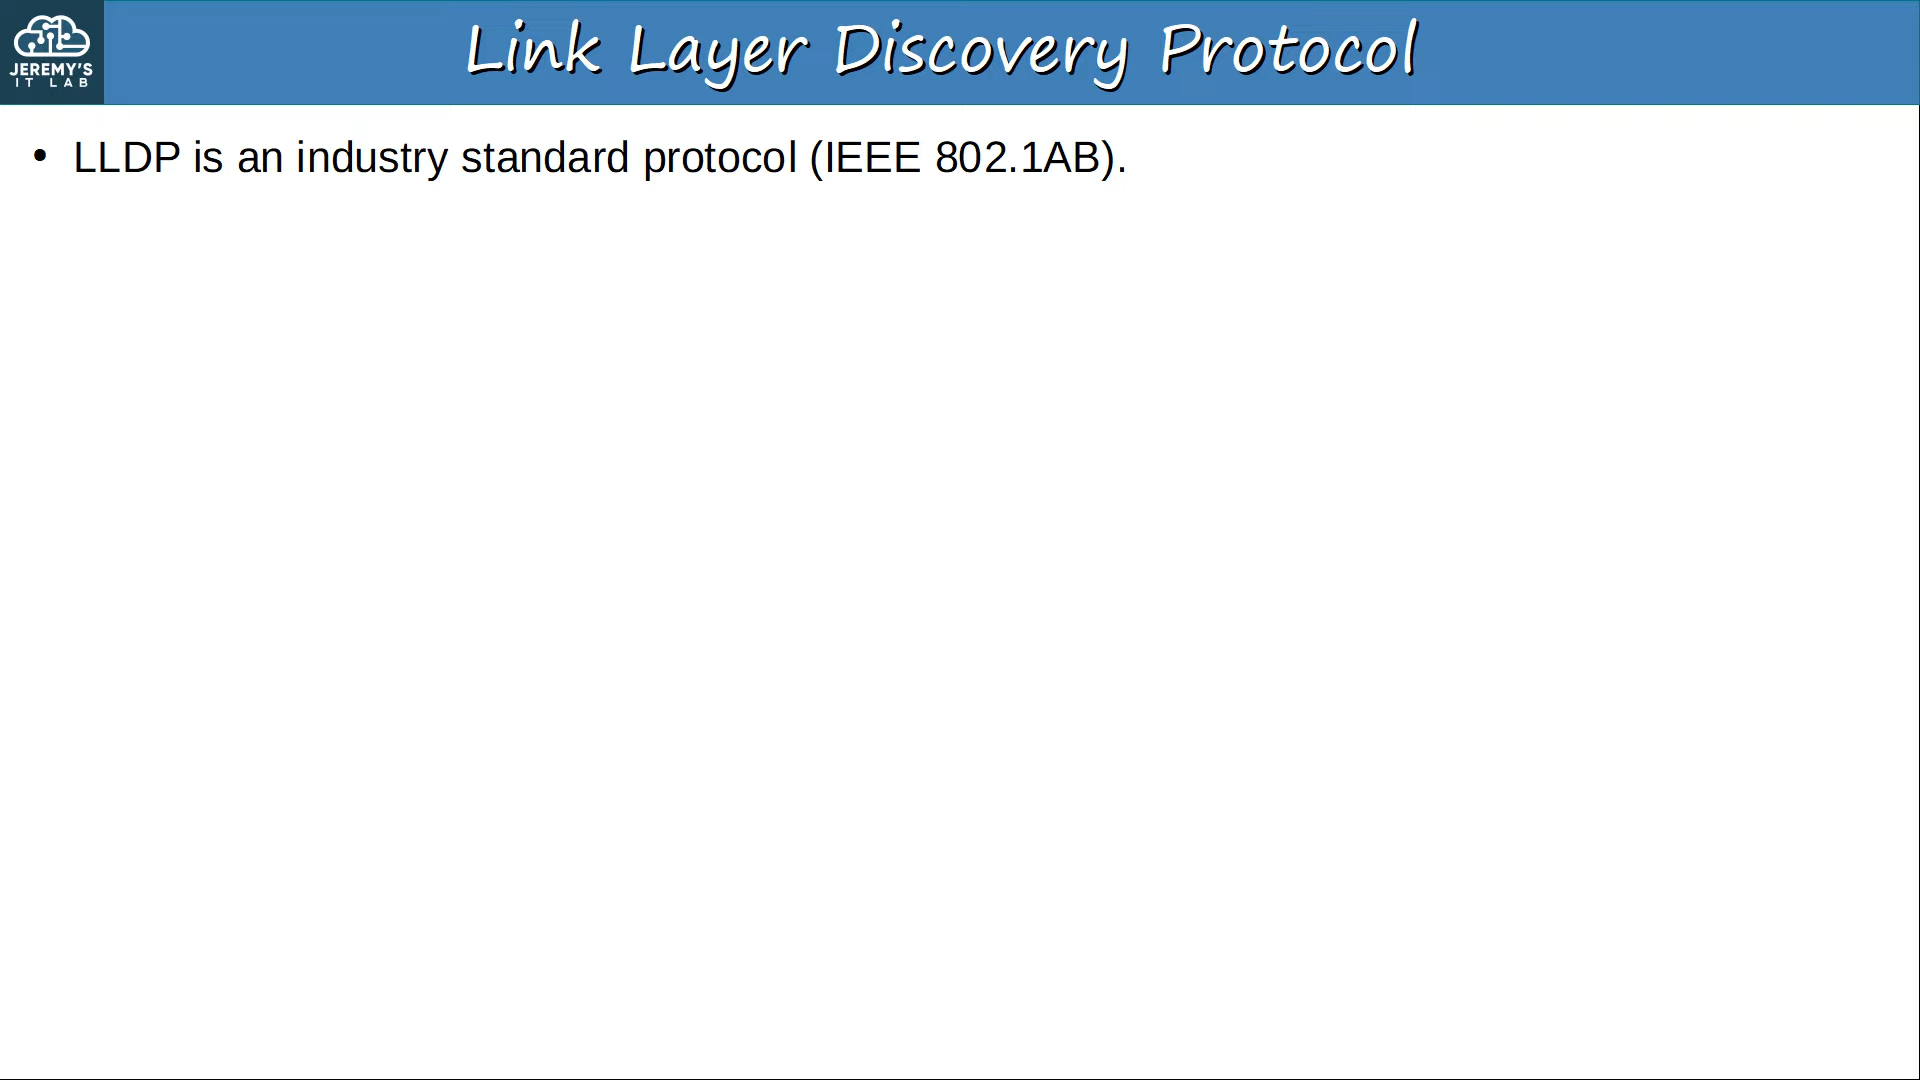 JEREMY'S
IT LAB
Link Layer Discovery Protocol
• LLDP is an industry standard protocol (IEEE 802.1AB).